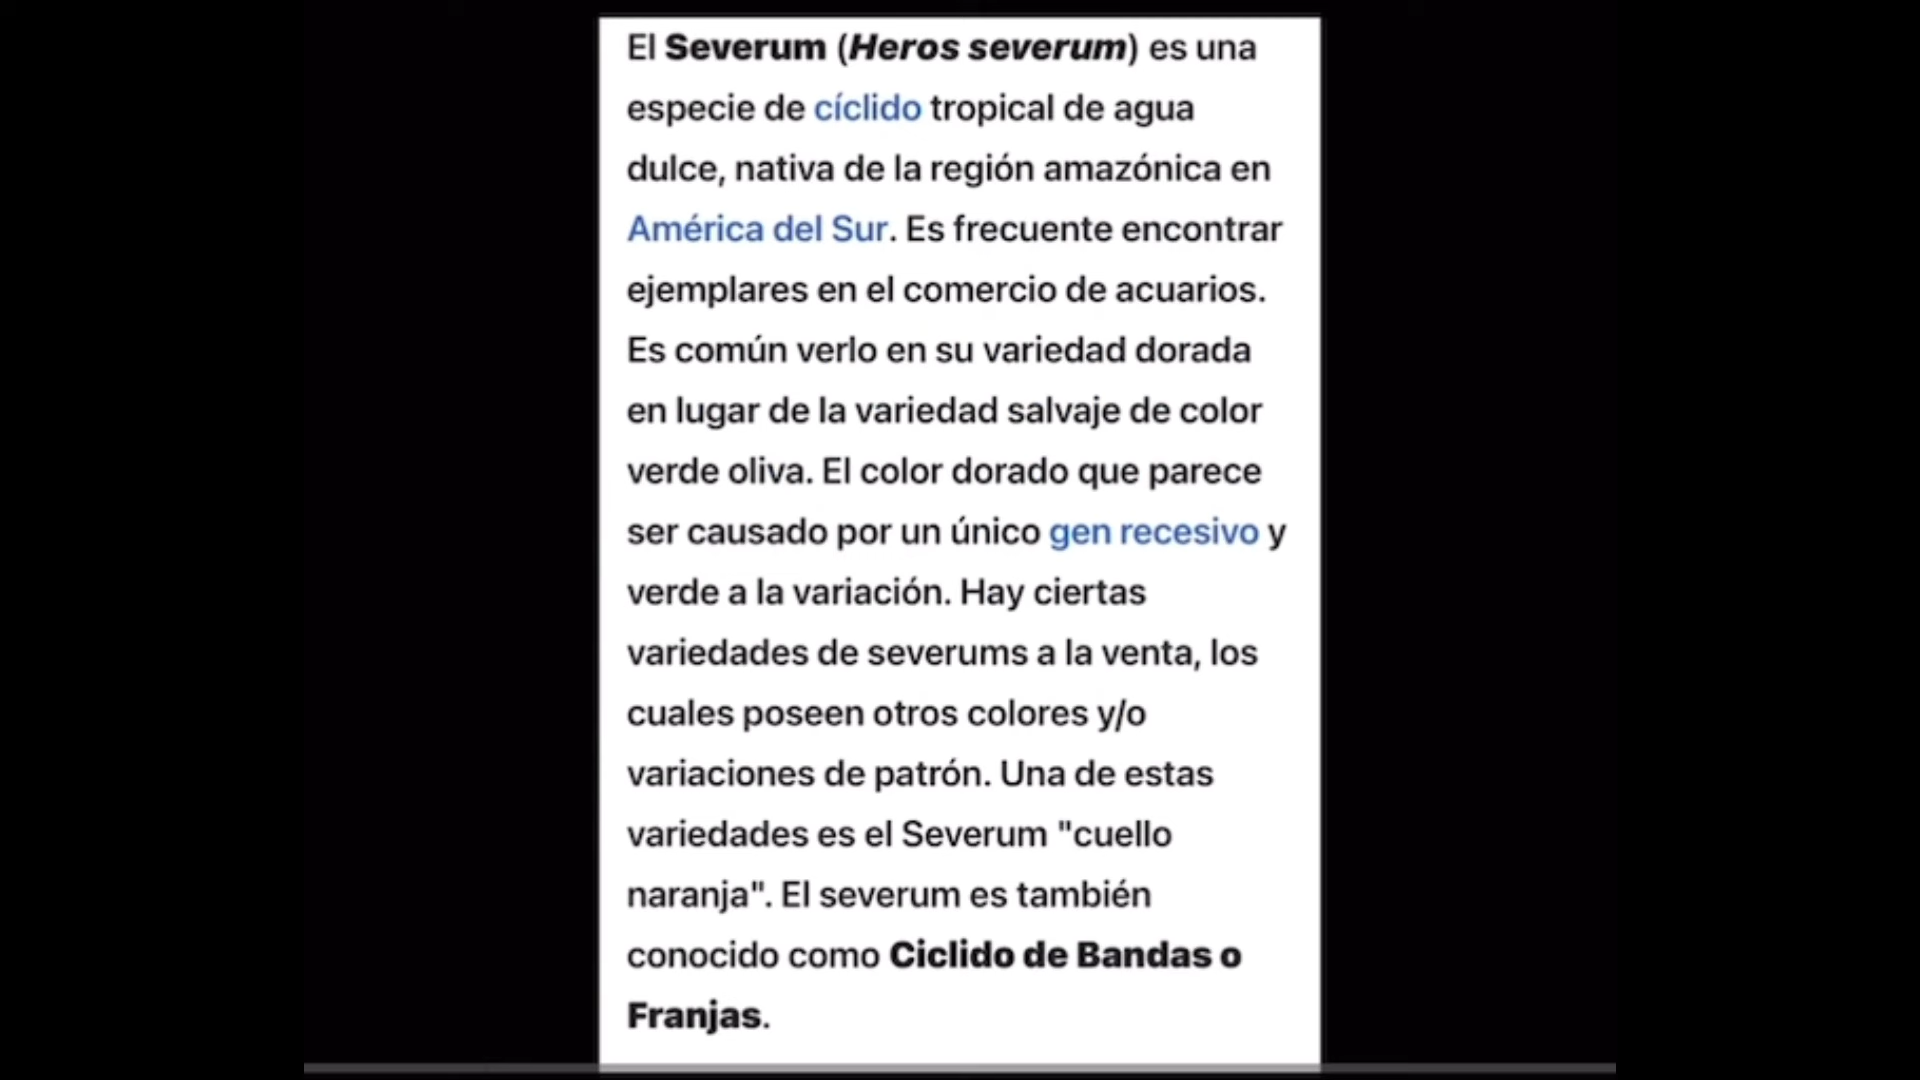 El Severum (Heros severum) es una
especie de cíclido tropical de agua
dulce, nativa de la región amazónica en
América del Sur. Es frecuente encontrar
ejemplares en el comercio de acuarios.
Es común verlo en su variedad dorada
en lugar de la variedad salvaje de color
verde oliva. El color dorado que parece
ser causado por un único gen recesivo y
verde a la variación. Hay ciertas
variedades de severums a la venta, los
cuales poseen otros colores y/o
variaciones de patrón. Una de estas
variedades es el Severum "cuello
naranja". El severum es también
conocido como Ciclido de Bandas o
Franjas.